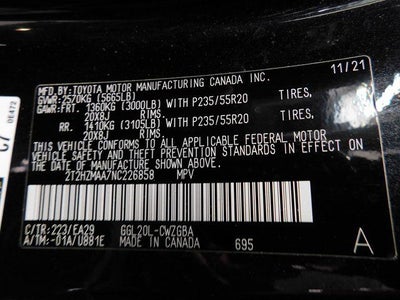 MFD.BY:TOYOTA MOTOR MANUFACTURING CANADA INC.
GVWR:2570KG (5665LB) 11/21
GAWR:FRT. 1360KG (3000LB) WITH P235/55R20 TIRES,
20X8J RIMS.
RR. 1410KG (3105LB) WITH P235/55R20 TIRES,
20X8J RIMS.
THIS VEHICLE CONFORMS TO ALL APPLICABLE FEDERAL MOTOR
VEHICLE SAFETY AND BUMPER STANDARDS IN EFFECT ON
THE DATE OF MANUFACTURE SHOWN ABOVE.
2T2HZMAA7NC226858 MPV
C/TR:223/EA29 GGL20L-CWZGBA
A/TM:-01A/U881E MADE IN CANADA 695 A
0E472